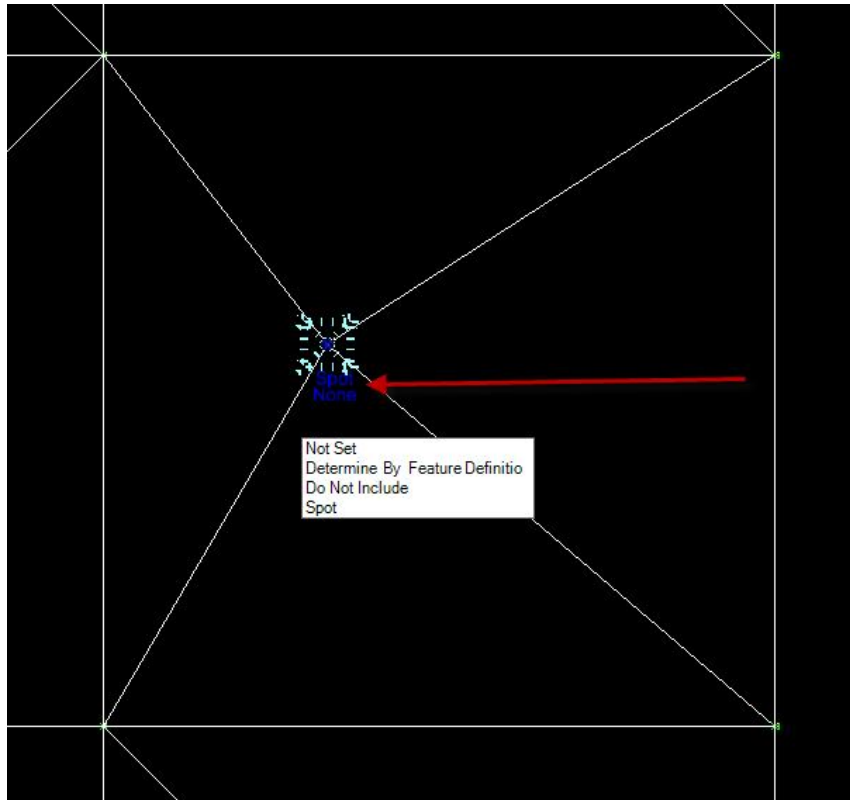 Spot
None
Not Set
Determine By Feature Definitio
Do Not Include
Spot